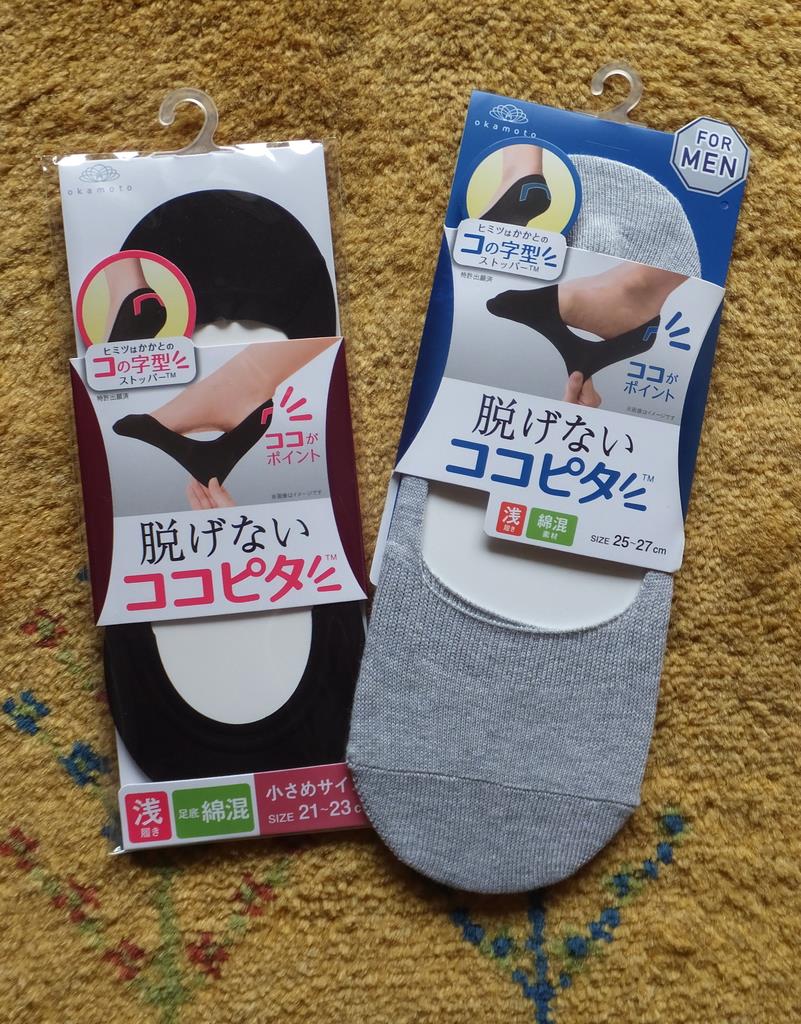 okamoto
ヒミツはかかとの
コの字型
ストッパー™
特許出願済
ココが
ポイント
※画像はイメージです
脱げない
ココピタ™
浅
履き
足底 綿混
小さめサイ
SIZE 21~23c
okamoto
FOR
MEN
ヒミツはかかとの
コの字型
ストッパー™
特許出願済
ココが
ポイント
※画像はイメージです
脱げない
ココピタ™
浅
履き
綿混
素材
SIZE 25~27cm